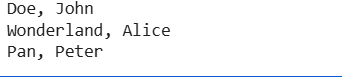 Doe, John
Wonderland, Alice
Pan, Peter